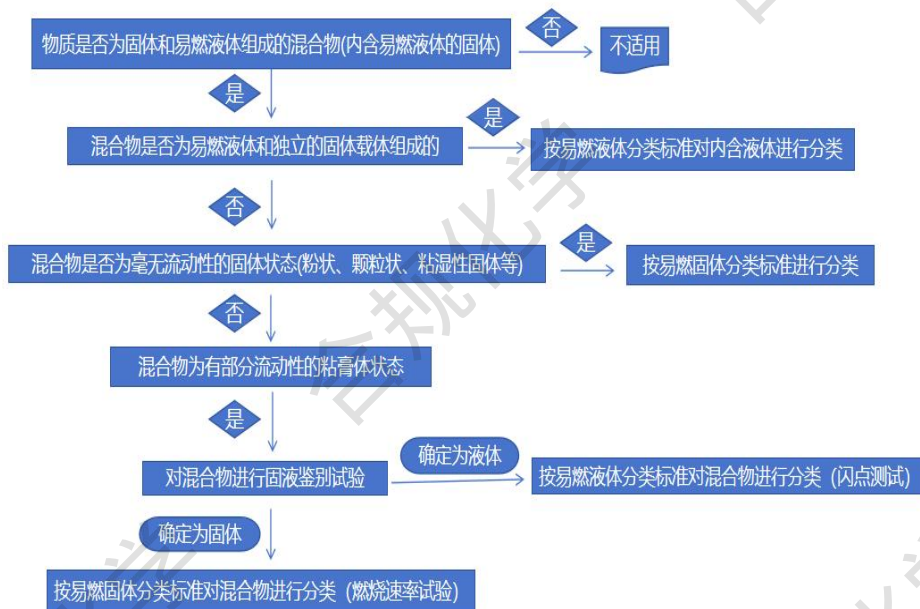 物质是否为固体和易燃液体组成的混合物(内含易燃液体的固体)
否
不适用
是
混合物是否为易燃液体和独立的固体载体组成的
是
按易燃液体分类标准对内含液体进行分类
否
混合物是否为毫无流动性的固体状态(粉状、颗粒状、粘湿性固体等)
是
按易燃固体分类标准进行分类
否
混合物为有部分流动性的粘膏体状态
是
对混合物进行固液鉴别试验
确定为液体
按易燃液体分类标准对混合物进行分类（闪点测试）
确定为固体
按易燃固体分类标准对混合物进行分类（燃烧速率试验）
合规化学